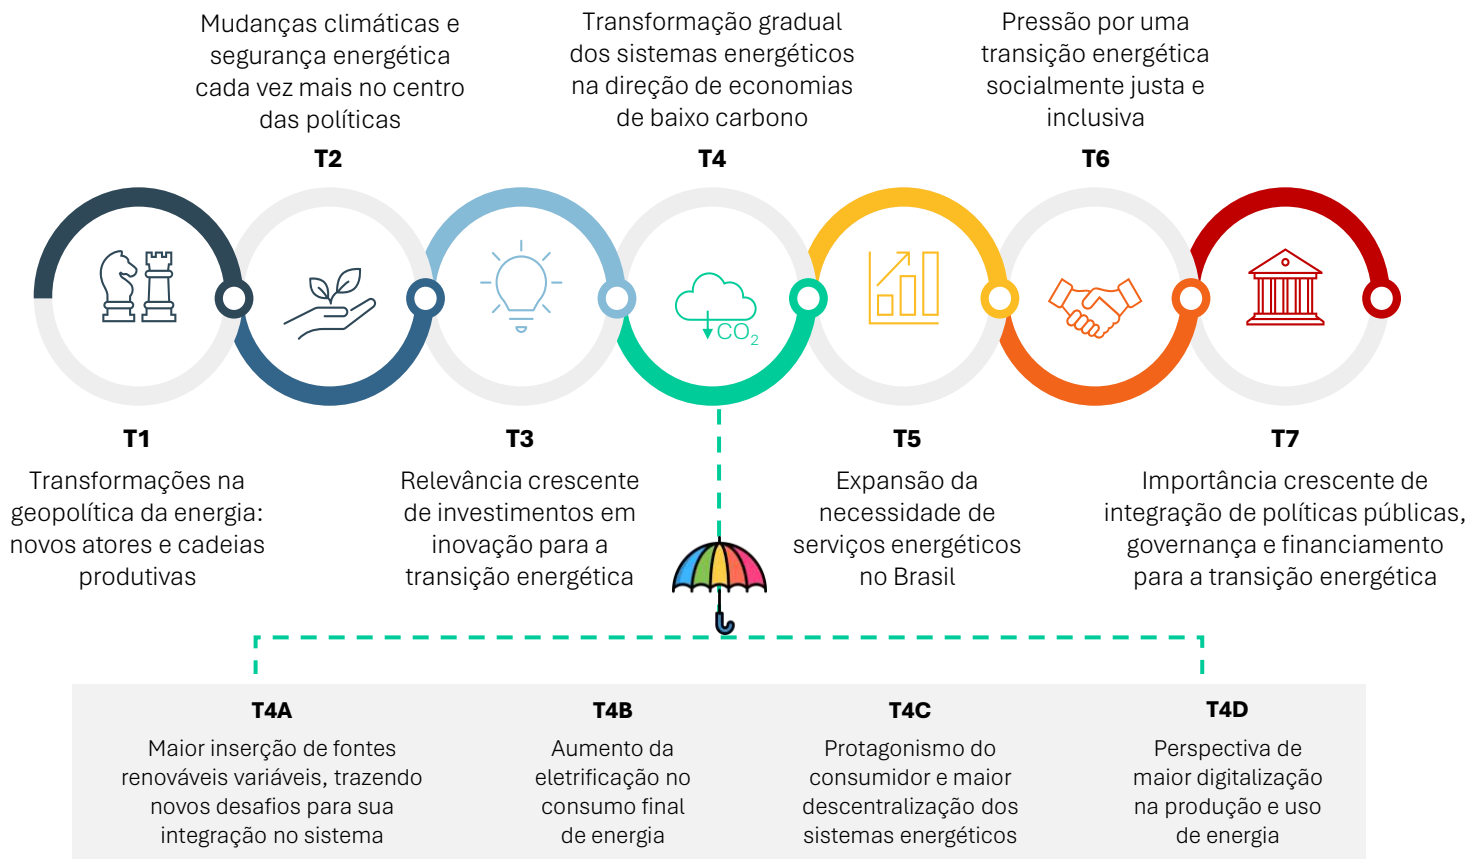 Mudanças climáticas e
segurança energética
cada vez mais no centro
das políticas
T2
Transformação gradual
dos sistemas energéticos
na direção de economias
de baixo carbono
T4
Pressão por uma
transição energética
socialmente justa e
inclusiva
T6
CO₂
T1
Transformações na
geopolítica da energia:
novos atores e cadeias
produtivas
T3
Relevância crescente
de investimentos em
inovação para a
transição energética
T5
Expansão da
necessidade de
serviços energéticos
no Brasil
T7
Importância crescente de
integração de políticas públicas,
governança e financiamento
para a transição energética
T4A
Maior inserção de fontes
renováveis variáveis, trazendo
novos desafios para sua
integração no sistema
T4B
Aumento da
eletrificação no
consumo final
de energia
T4C
Protagonismo do
consumidor e maior
descentralização dos
sistemas energéticos
T4D
Perspectiva de
maior digitalização
na produção e uso
de energia